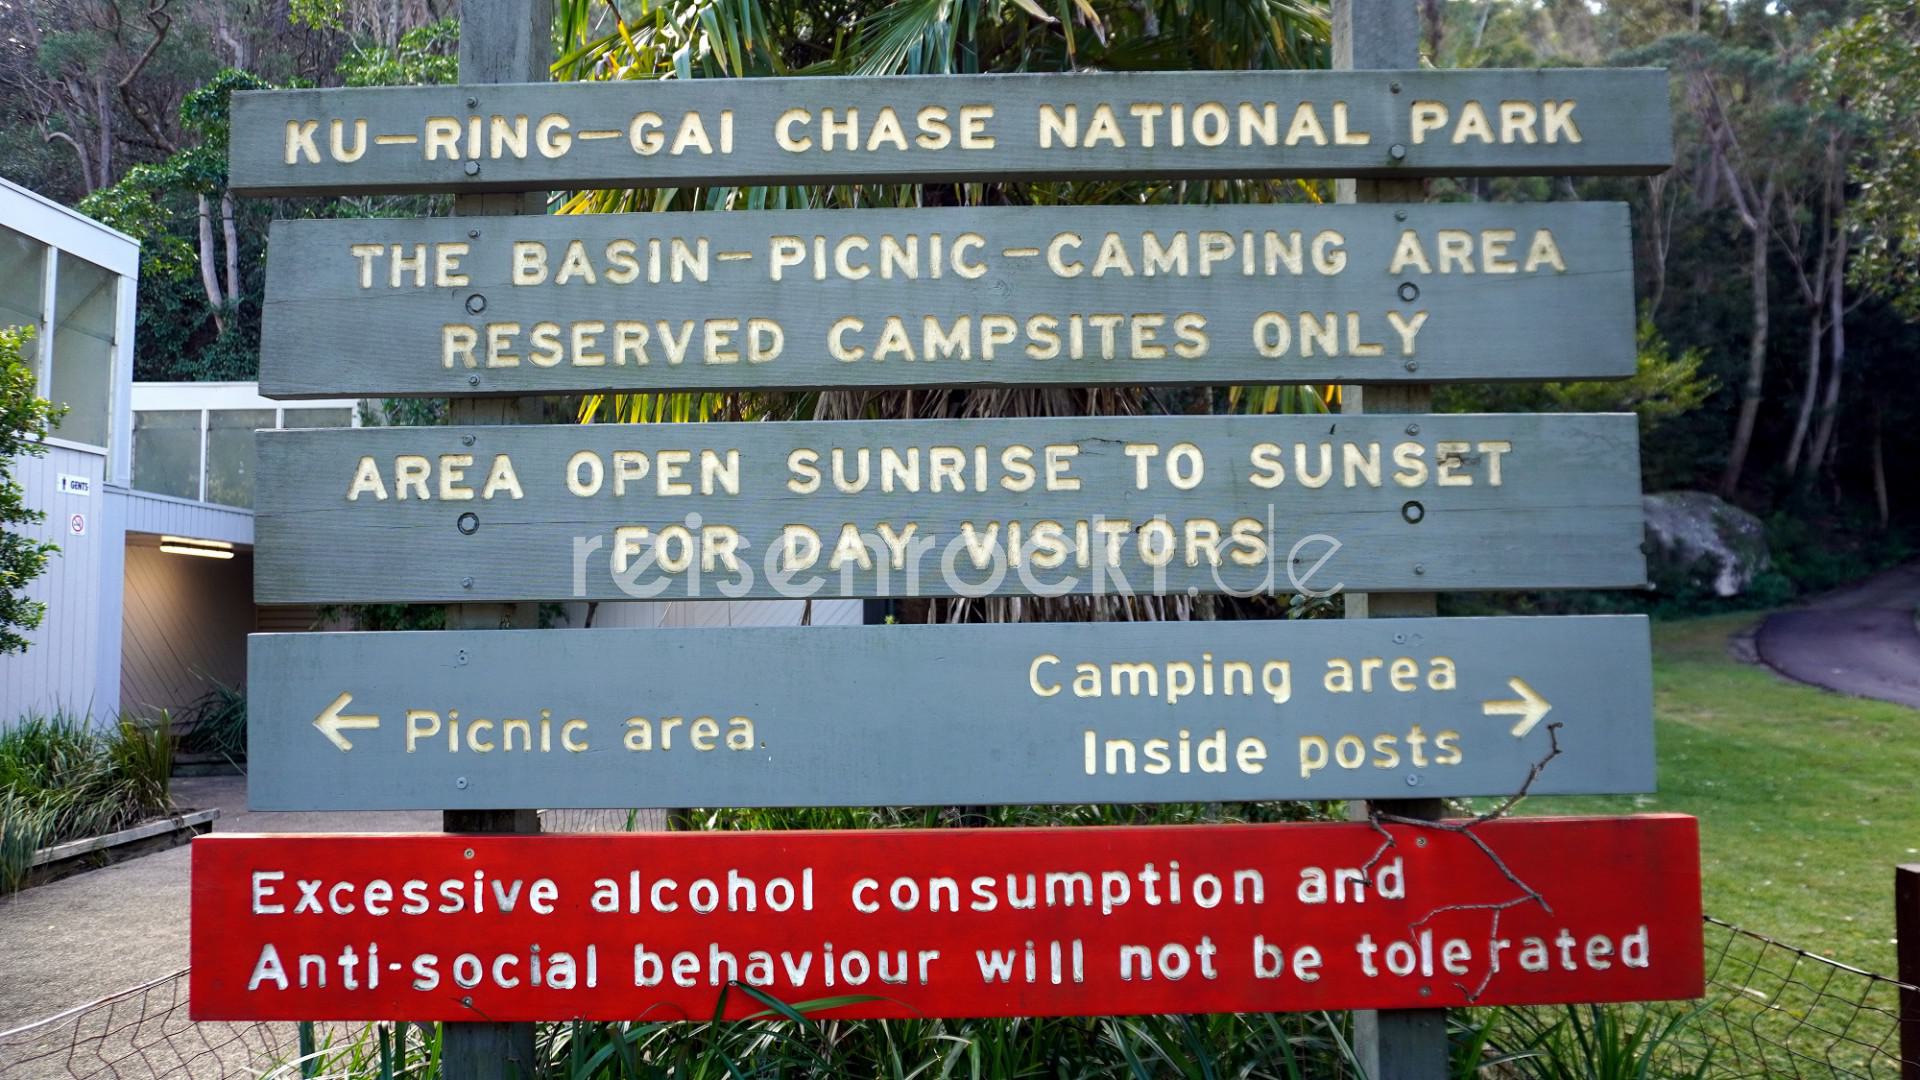 KU-RING-GAI CHASE NATIONAL PARK
THE BASIN-PICNIC-CAMPING AREA
RESERVED CAMPSITES ONLY
AREA OPEN SUNRISE TO SUNSET
FOR DAY VISITORS
reisenrockt.de
← Picnic area.
Camping area →
Inside posts
Excessive alcohol consumption and
Anti-social behaviour will not be tolerated
GENTS